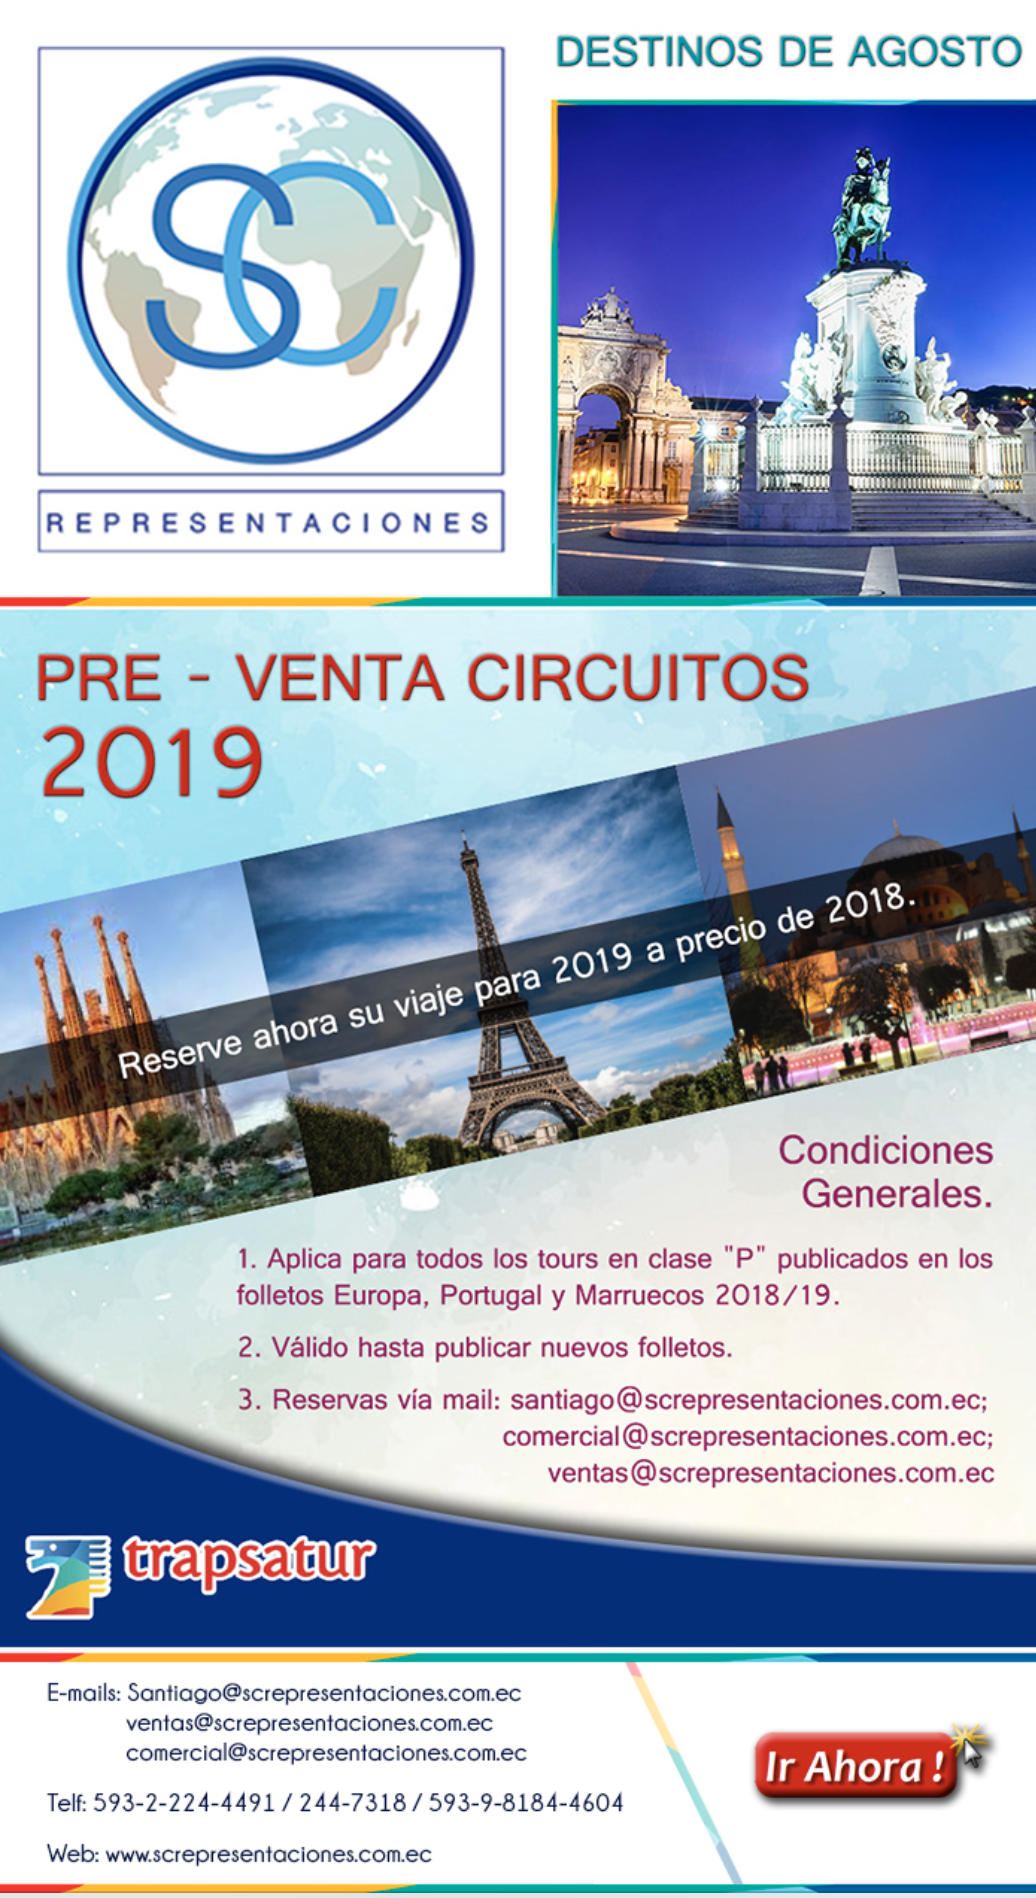 DESTINOS DE AGOSTO
SC
REPRESENTACIONES
PRE - VENTA CIRCUITOS
2019
Reserve ahora su viaje para 2019 a precio de 2018.
Condiciones
Generales.
1. Aplica para todos los tours en clase "P" publicados en los
folletos Europa, Portugal y Marruecos 2018/19.
2. Válido hasta publicar nuevos folletos.
3. Reservas vía mail: santiago@screpresentaciones.com.ec;
comercial@screpresentaciones.com.ec;
ventas@screpresentaciones.com.ec
trapsatur
E-mails: Santiago@screpresentaciones.com.ec
ventas@screpresentaciones.com.ec
comercial@screpresentaciones.com.ec
Ir Ahora !
Telf: 593-2-224-4491 / 244-7318 / 593-9-8184-4604
Web: www.screpresentaciones.com.ec